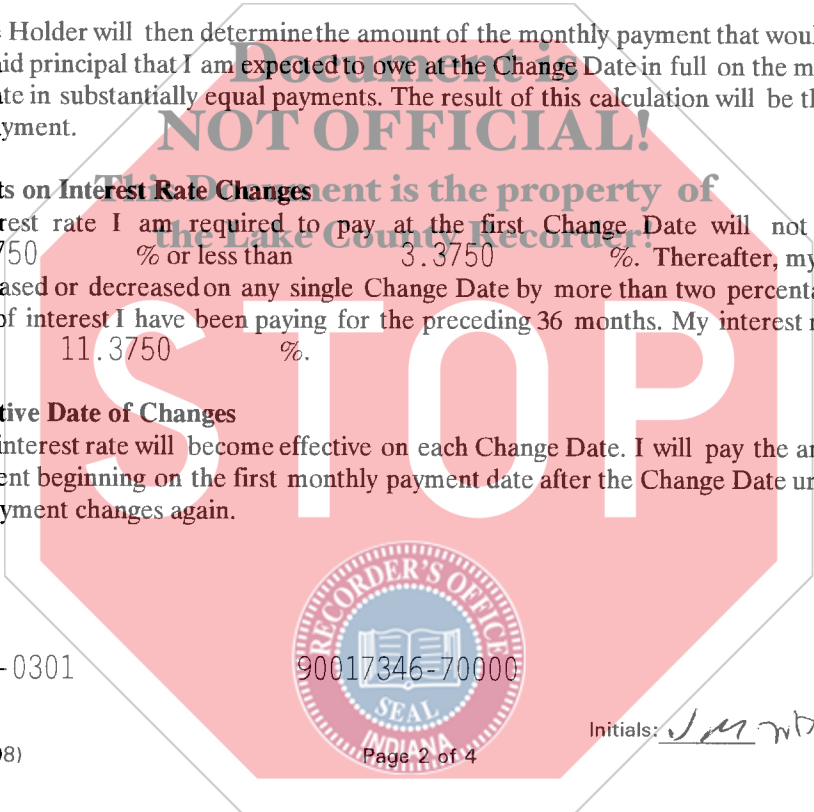 Holder will then determine the amount of the monthly payment that woul
aid principal that I am expected to owe at the Change Date in full on the m
ate in substantially equal payments. The result of this calculation will be th
yment.
ts on Interest Rate Changes
rest rate I am required to pay at the first Change Date will not
750 % or less than 3.3750 %. Thereafter, my
ased or decreased on any single Change Date by more than two percenta
of interest I have been paying for the preceding 36 months. My interest r
11.3750 %.
tive Date of Changes
interest rate will become effective on each Change Date. I will pay the an
ent beginning on the first monthly payment date after the Change Date un
yment changes again.
Document is
NOT OFFICIAL!
This Document is the property of
the Lake County Recorder!
STOP
RECORDER'S OFFICE
SEAL
INDIANA
-0301 90017346-70000
Initials:
98) Page 2 of 4